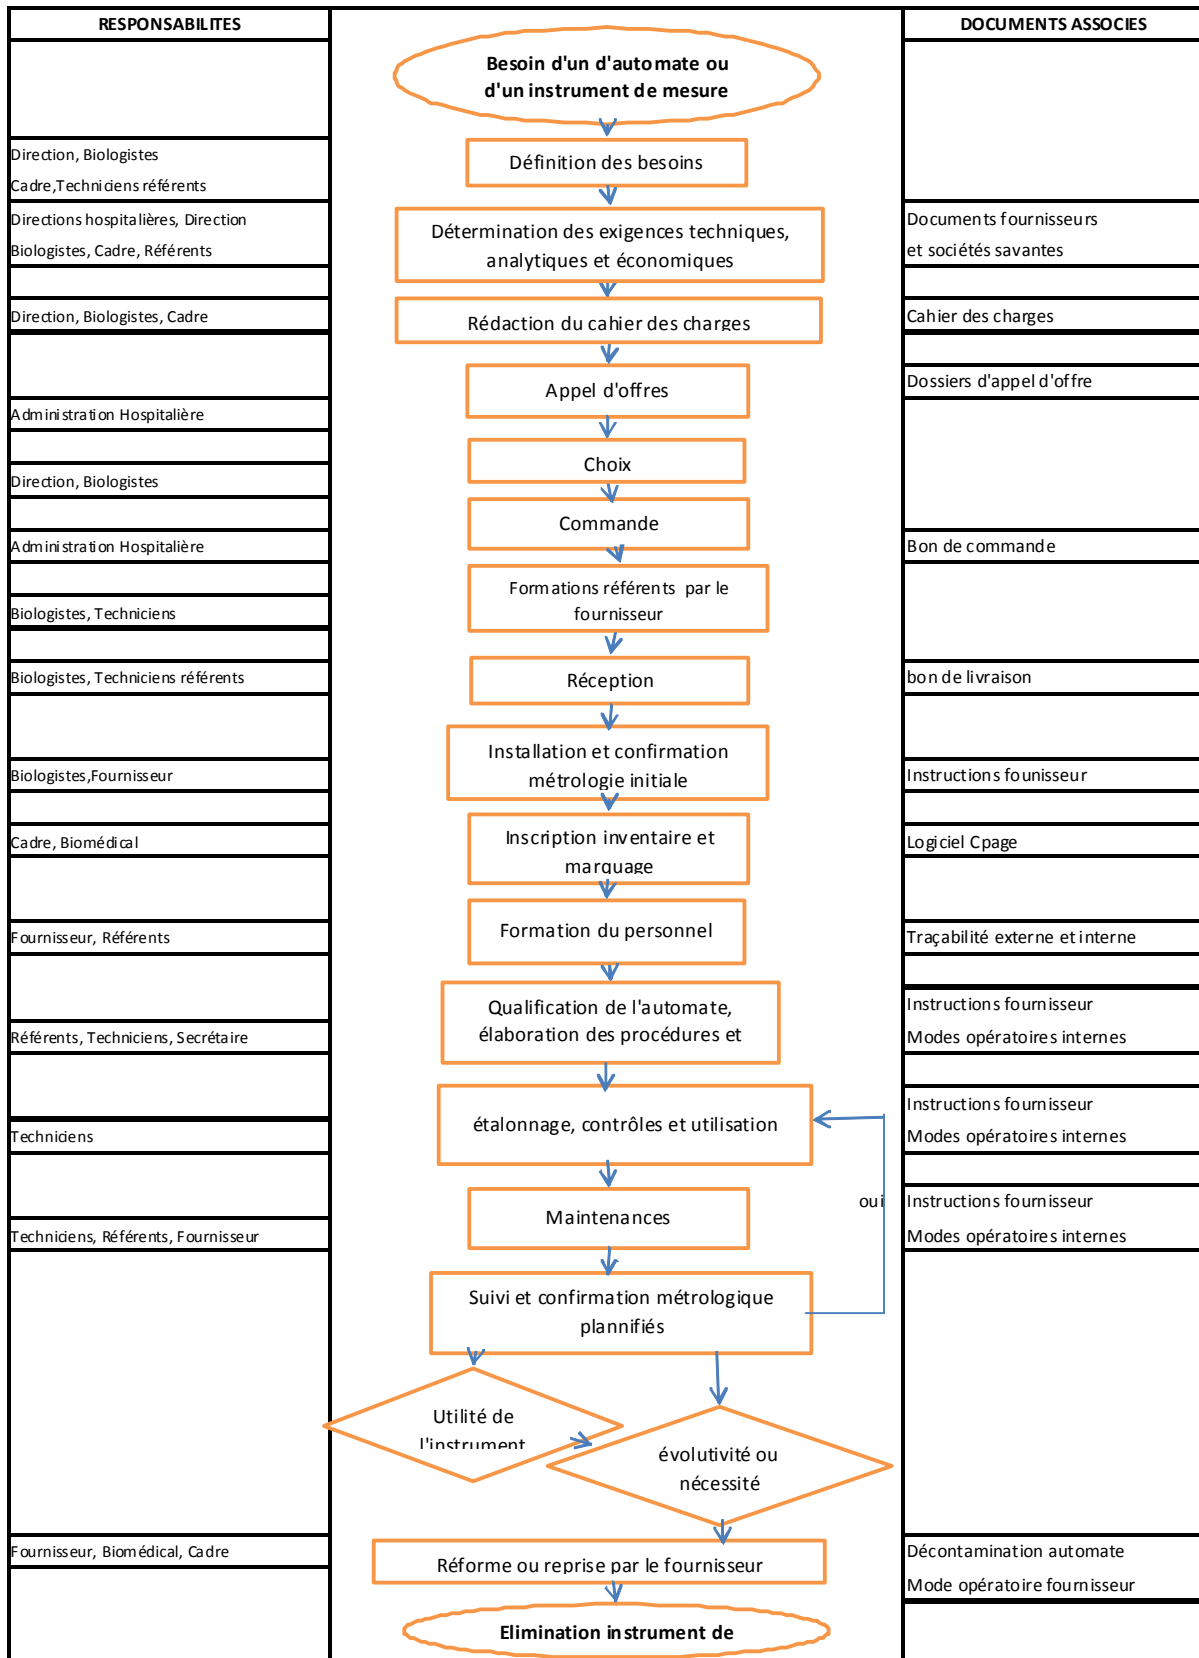 RESPONSABILITES
DOCUMENTS ASSOCIES
Besoin d'un d'automate ou
d'un instrument de mesure
Direction, Biologistes
Cadre,Techniciens référents
Définition des besoins
Directions hospitalières, Direction
Biologistes, Cadre, Référents
Détermination des exigences techniques,
analytiques et économiques
Documents fournisseurs
et sociétés savantes
Direction, Biologistes, Cadre
Rédaction du cahier des charges
Cahier des charges
Appel d'offres
Dossiers d'appel d'offre
Administration Hospitalière
Choix
Direction, Biologistes
Commande
Administration Hospitalière
Bon de commande
Formations référents par le
fournisseur
Biologistes, Techniciens
Biologistes, Techniciens référents
Réception
bon de livraison
Installation et confirmation
métrologie initiale
Biologistes,Fournisseur
Instructions founisseur
Cadre, Biomédical
Inscription inventaire et
marquage
Logiciel Cpage
Fournisseur, Référents
Formation du personnel
Traçabilité externe et interne
Qualification de l'automate,
élaboration des procédures et
Instructions fournisseur
Modes opératoires internes
Référents, Techniciens, Secrétaire
étalonnage, contrôles et utilisation
Instructions fournisseur
Modes opératoires internes
Techniciens
oui
Maintenances
Instructions fournisseur
Modes opératoires internes
Techniciens, Référents, Fournisseur
Suivi et confirmation métrologique
plannifiés
Utilité de
l'instrument
évolutivité ou
nécessité
Fournisseur, Biomédical, Cadre
Réforme ou reprise par le fournisseur
Décontamination automate
Mode opératoire fournisseur
Elimination instrument de